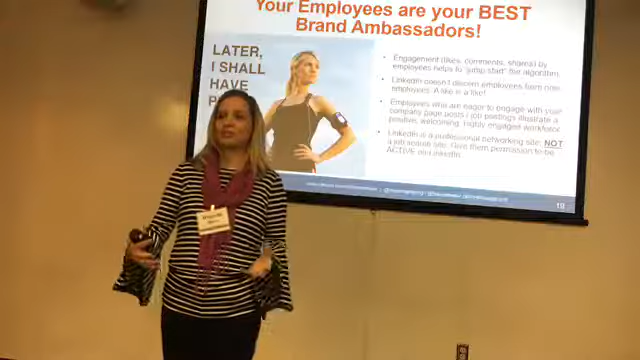 Your Employees are your BEST
Brand Ambassadors!
LATER,
I SHALL
HAVE
• Engagement (likes, comments, shares) by
employees helps to "jump start" the algorithm.
• LinkedIn doesn't discern employees from non-
employees. A like is a like!
• Employees who are eager to engage with your
company page posts / job postings illustrate a
positive, welcoming, highly engaged workforce.
• LinkedIn is a professional networking site, NOT
a job search site. Give them permission to be
ACTIVE on LinkedIn.
19